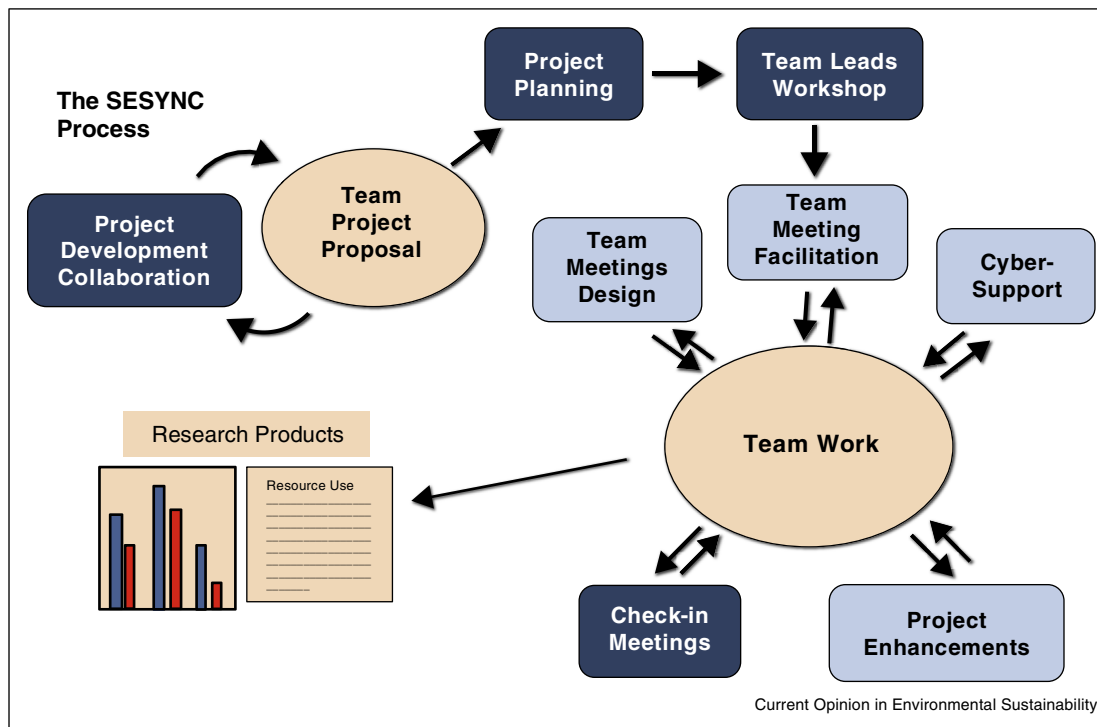 The SESYNC
Process
Project
Planning
Team Leads
Workshop
Project
Development
Collaboration
Team
Project
Proposal
Team
Meetings
Design
Team
Meeting
Facilitation
Cyber-
Support
Team Work
Research Products
Resource Use
Check-in
Meetings
Project
Enhancements
Current Opinion in Environmental Sustainability